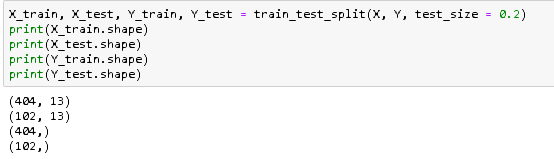 X_train, X_test, Y_train, Y_test = train_test_split(X, Y, test_size = 0.2)
print(X_train.shape)
print(X_test.shape)
print(Y_train.shape)
print(Y_test.shape)
(404, 13)
(102, 13)
(404,)
(102,)